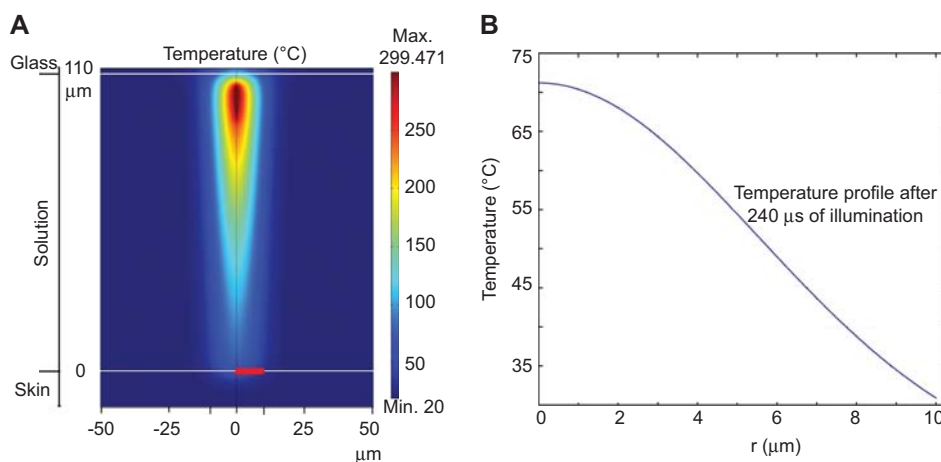 A
Temperature (°C)
Max.
299.471
Glass
110
μm
Solution
0
Skin
250
200
150
100
50
Min. 20
-50
-25
0
25
50
μm
B
75
65
55
45
35
Temperature (°C)
Temperature profile after
240 μs of illumination
0
2
4
6
8
10
r (μm)